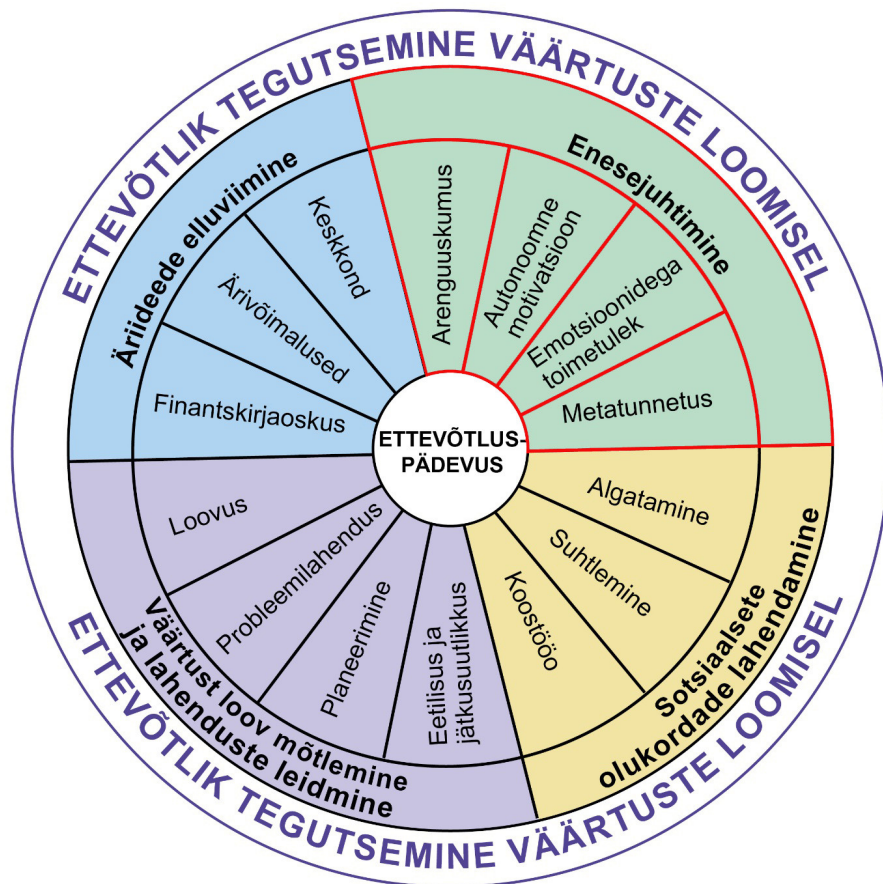 ETTEVÕTLIK TEGUTSEMINE VÄÄRTUSTE LOOMISEL
Enesejuhtimine
Arenguuskumus
Autonoomne
motivatsioon
Emotsioonidega
toimetulek
Metatunnetus
Sotsiaalsete
olukordade lahendamine
Algatamine
Suhtlemine
Koostööo
Väärtust loov mõtlemine
ja lahenduste leidmine
Eetilisus ja
jätkusuutlikkus
Planeerimine
Probleemilahendus
Loovus
Äriideede elluviimine
Finantskirjaoskus
Ärivõimalused
Keskkond
ETTEVÕTLUS-
PÄDEVUS
ETTEVÕTLIK TEGUTSEMINE VÄÄRTUSTE LOOMISEL